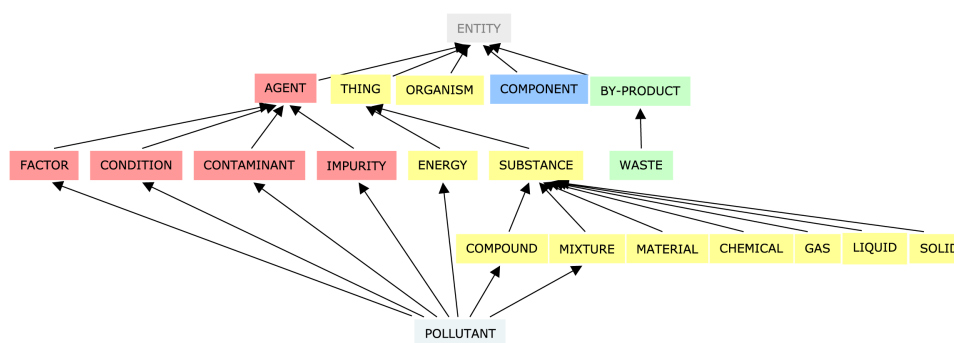 ENTITY
AGENT THING ORGANISM COMPONENT BY-PRODUCT
FACTOR CONDITION CONTAMINANT IMPURITY ENERGY SUBSTANCE WASTE
COMPOUND MIXTURE MATERIAL CHEMICAL GAS LIQUID SOLID
POLLUTANT